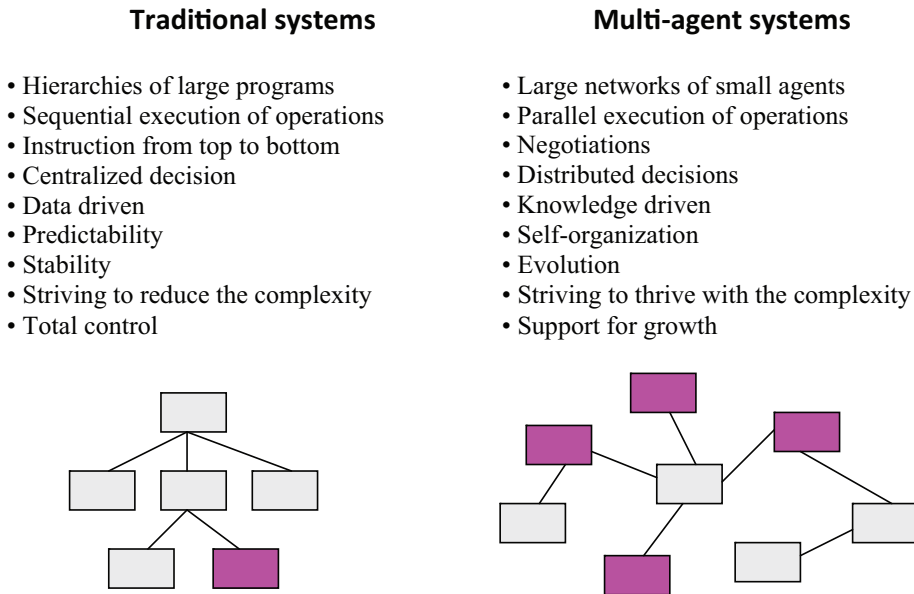 Traditional systems
• Hierarchies of large programs
• Sequential execution of operations
• Instruction from top to bottom
• Centralized decision
• Data driven
• Predictability
• Stability
• Striving to reduce the complexity
• Total control
Multi-agent systems
• Large networks of small agents
• Parallel execution of operations
• Negotiations
• Distributed decisions
• Knowledge driven
• Self-organization
• Evolution
• Striving to thrive with the complexity
• Support for growth